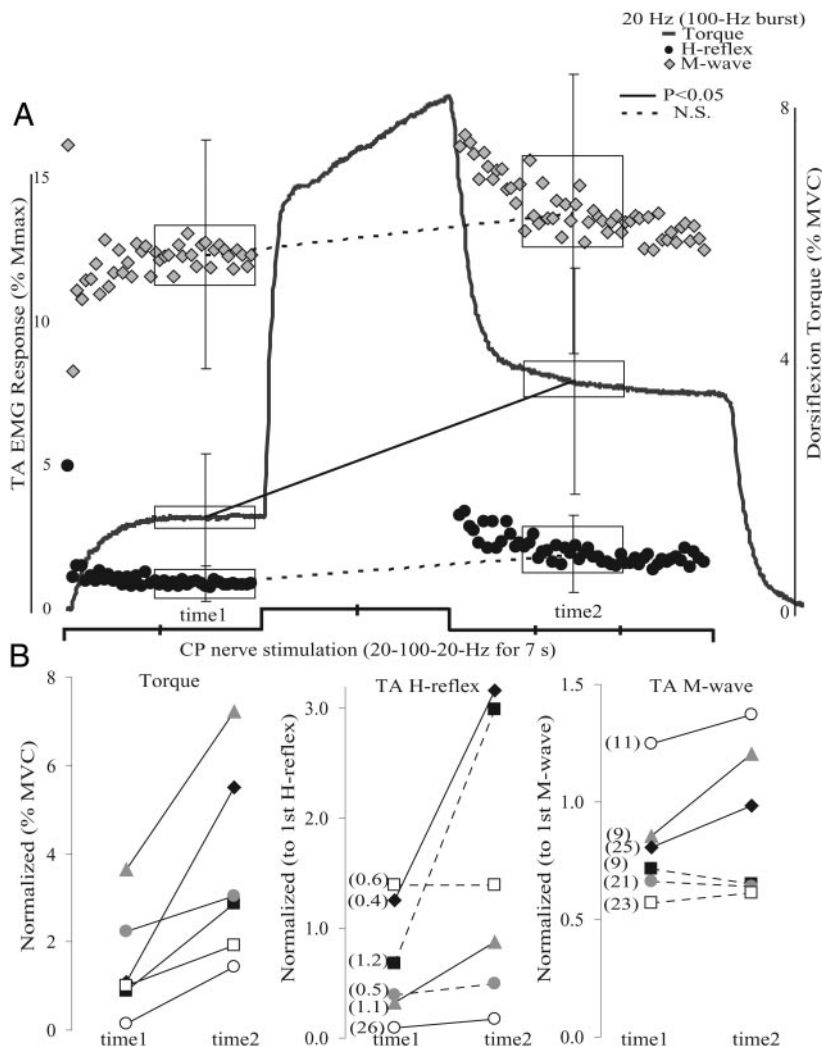 20 Hz (100-Hz burst)
Torque
H-reflex
M-wave
P<0.05
N.S.
A
TA EMG Response (% Mmax)
15
10
5
0
Dorsiflexion Torque (% MVC)
8
4
0
time1
time2
CP nerve stimulation (20-100-20-Hz for 7 s)
B
Torque
Normalized (% MVC)
8
6
4
2
0
time1
time2
TA H-reflex
Normalized (to 1st H-reflex)
3.0
2.0
1.0
0.0
(0.6)
(0.4)
(1.2)
(0.5)
(1.1)
(26)
time1
time2
TA M-wave
Normalized (to 1st M-wave)
1.5
1.0
0.5
0.0
(11)
(9)
(25)
(9)
(21)
(23)
time1
time2